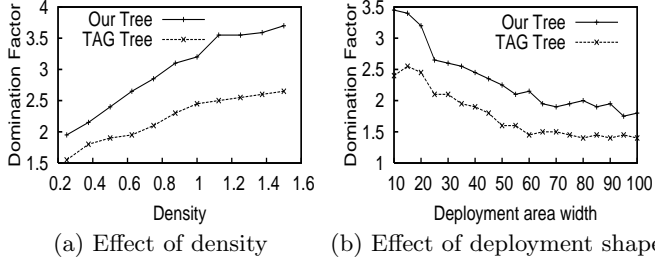 Domination Factor
4
3.5
3
2.5
2
1.5
Our Tree
TAG Tree
0.2 0.4 0.6 0.8 1 1.2 1.4 1.6
Density
(a) Effect of density
Domination Factor
3.5
3
2.5
2
1.5
1
Our Tree
TAG Tree
10 20 30 40 50 60 70 80 90 100
Deployment area width
(b) Effect of deployment shape